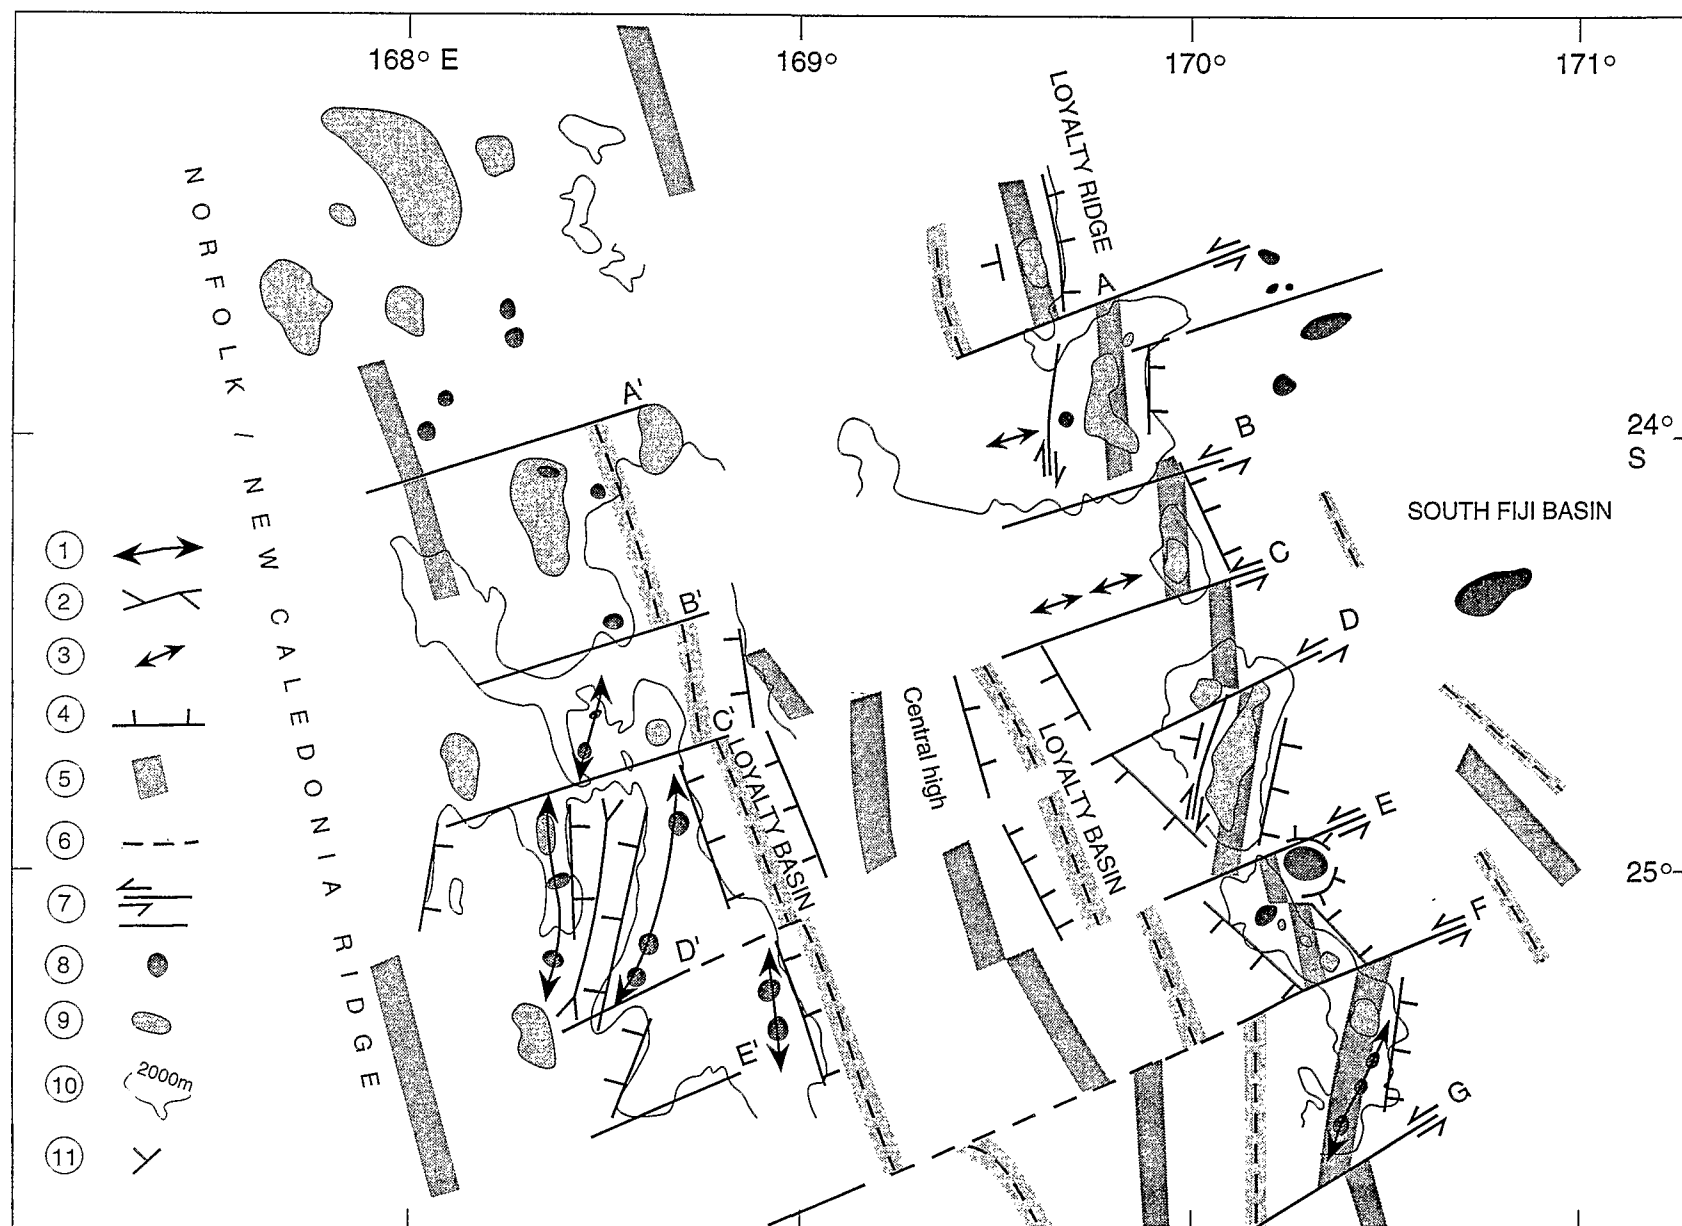 168° E
169°
170°
171°
LOYALTY RIDGE
NORFOLK / NEW CALEDONIA RIDGE
A
A'
B
24°
S
SOUTH FIJI BASIN
C
B'
D
C'
Central high
LOYALTY BASIN
LOYALTY BASIN
E
25°
F
D'
E'
G
1
2
3
4
5
6
7
8
9
10
2000m
11